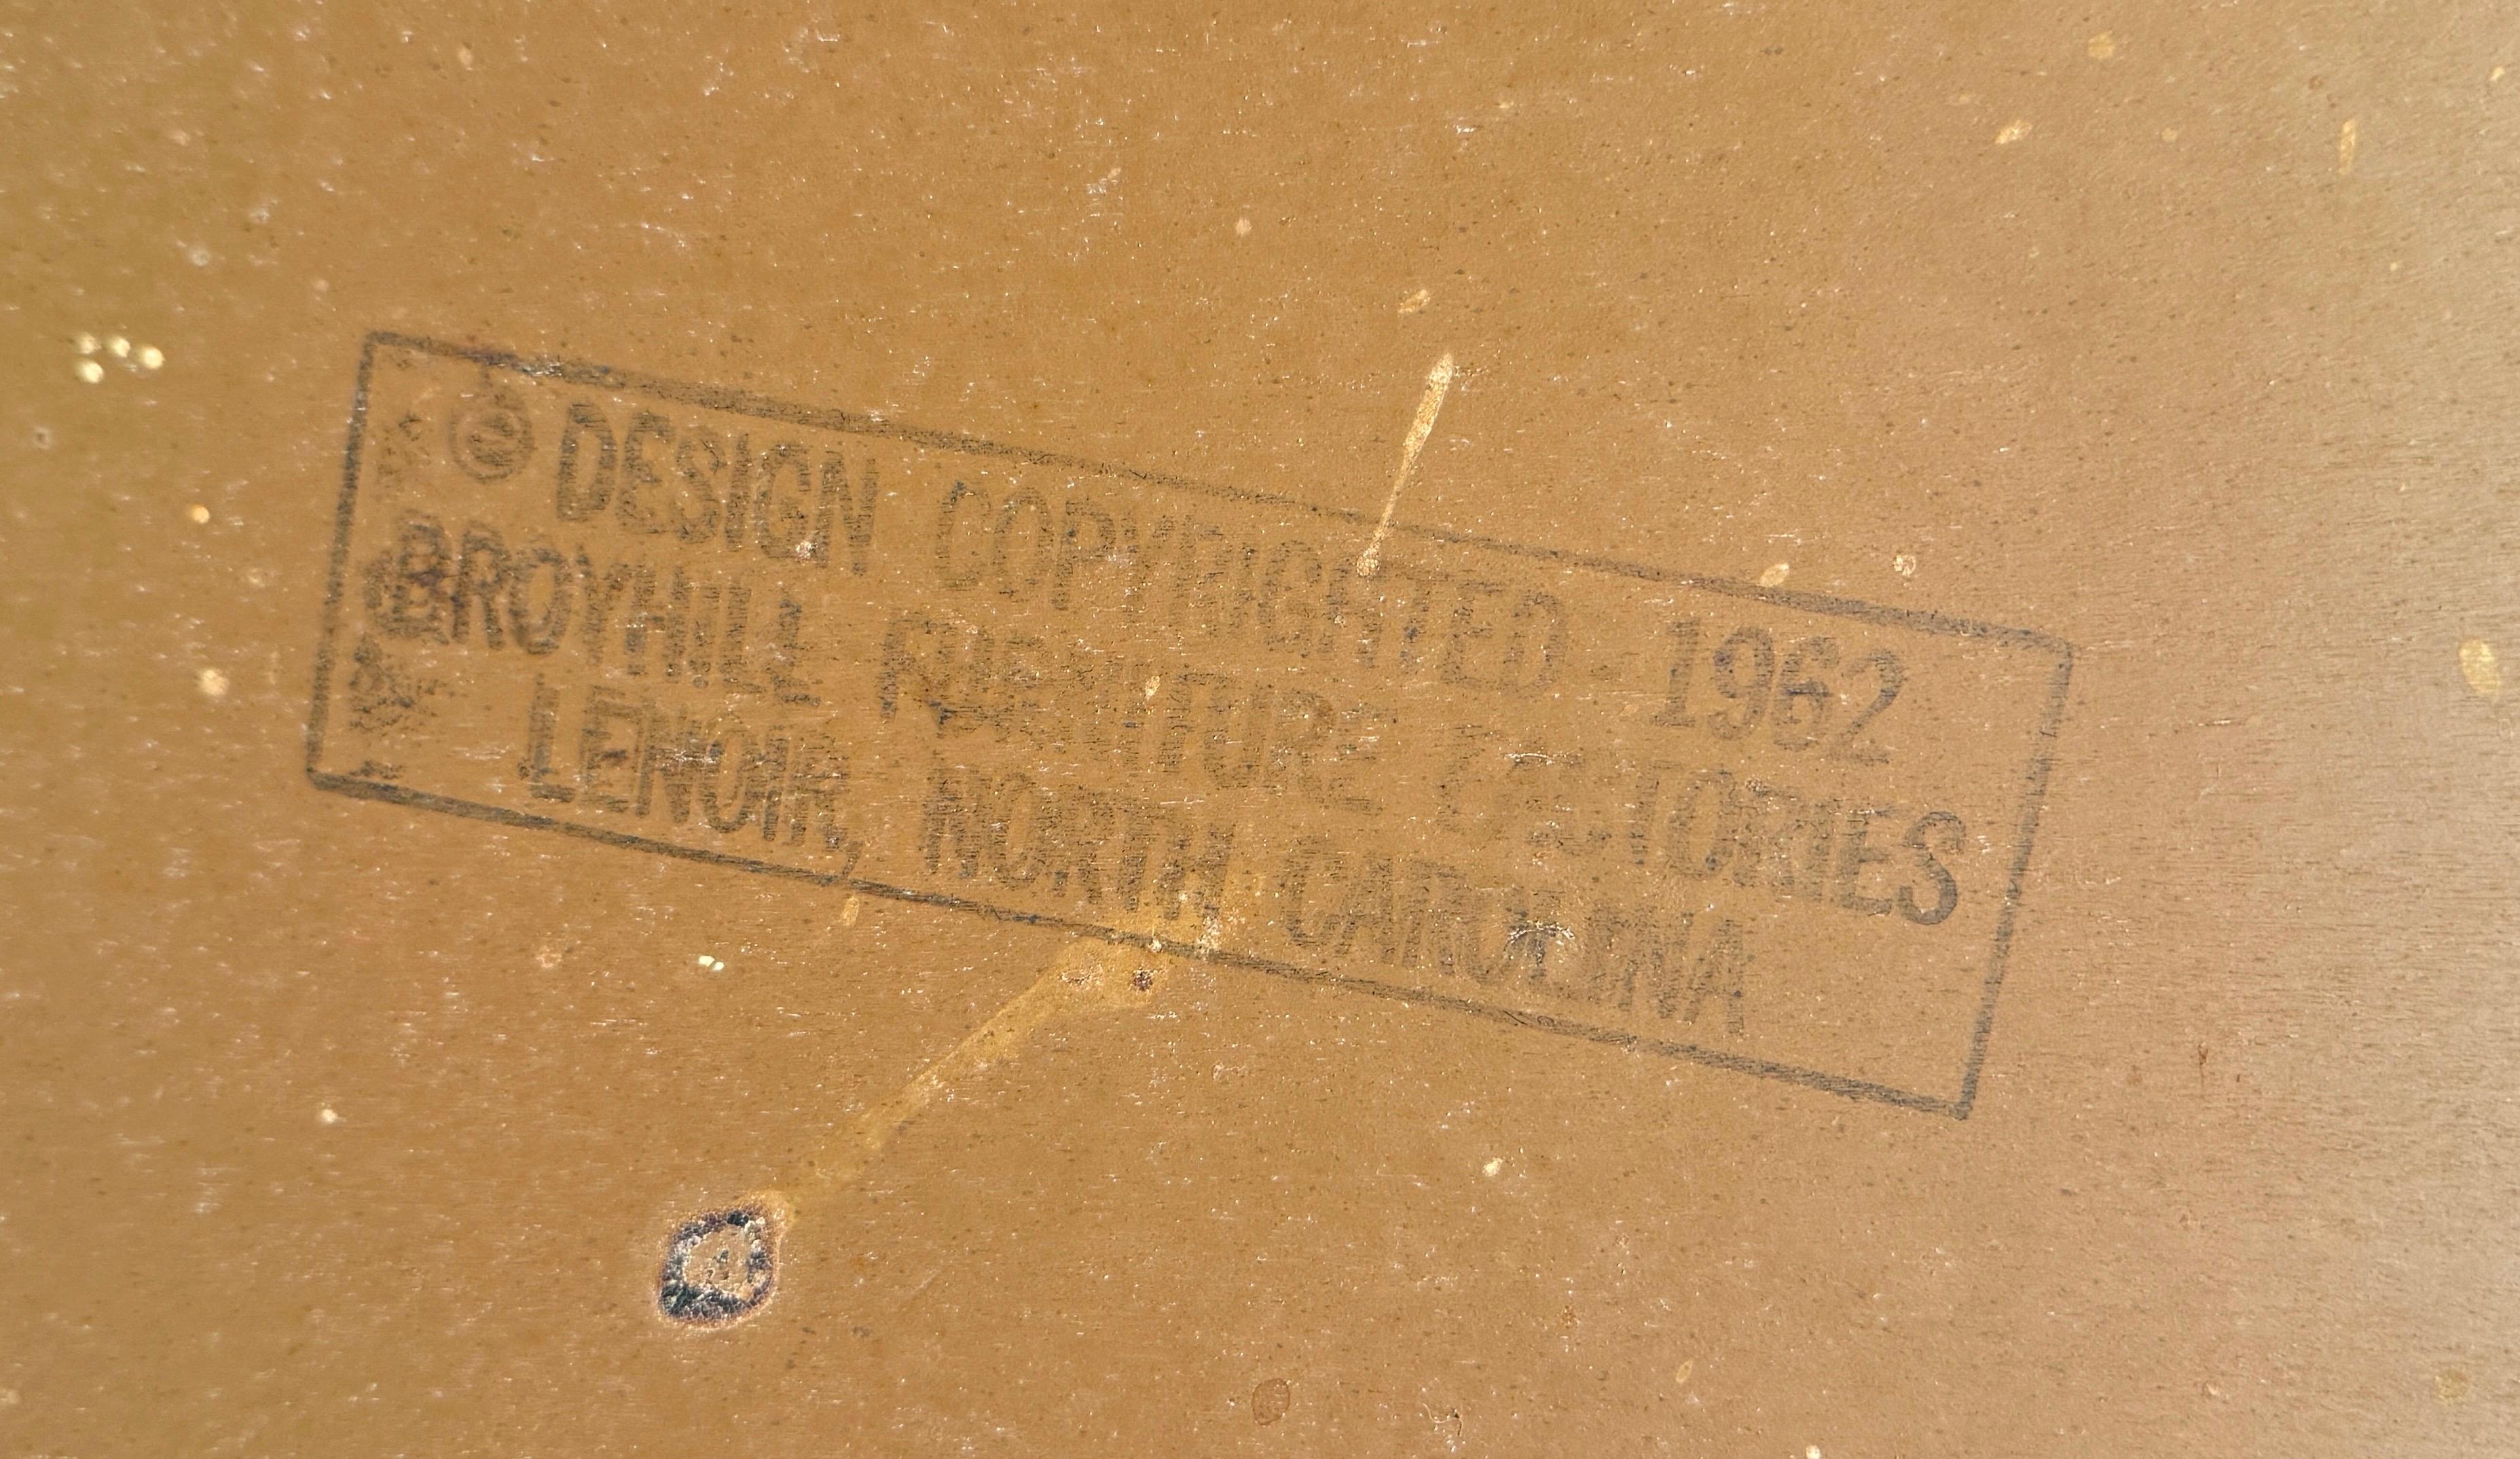 © DESIGN COPYRIGHTED 1962
BROYHILL FURNITURE FACTORIES
LENOIR, NORTH CAROLINA